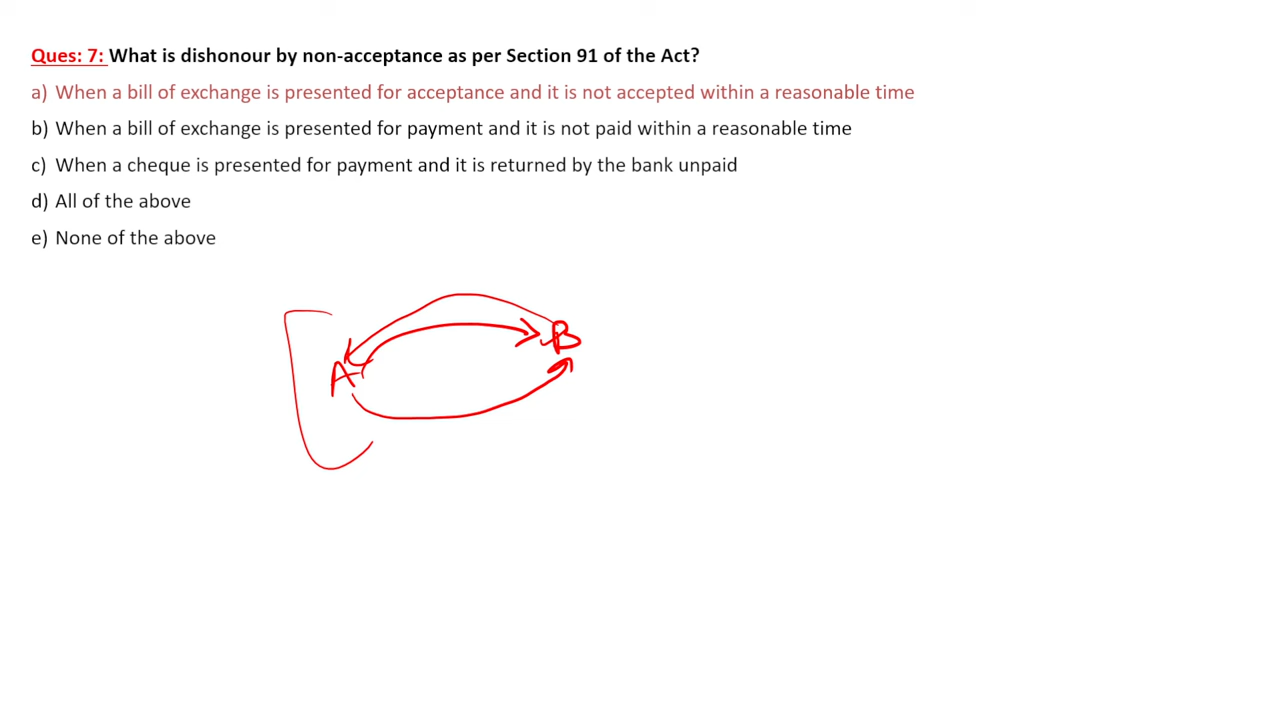 Ques: 7: What is dishonour by non-acceptance as per Section 91 of the Act?
a) When a bill of exchange is presented for acceptance and it is not accepted within a reasonable time
b) When a bill of exchange is presented for payment and it is not paid within a reasonable time
c) When a cheque is presented for payment and it is returned by the bank unpaid
d) All of the above
e) None of the above
A B